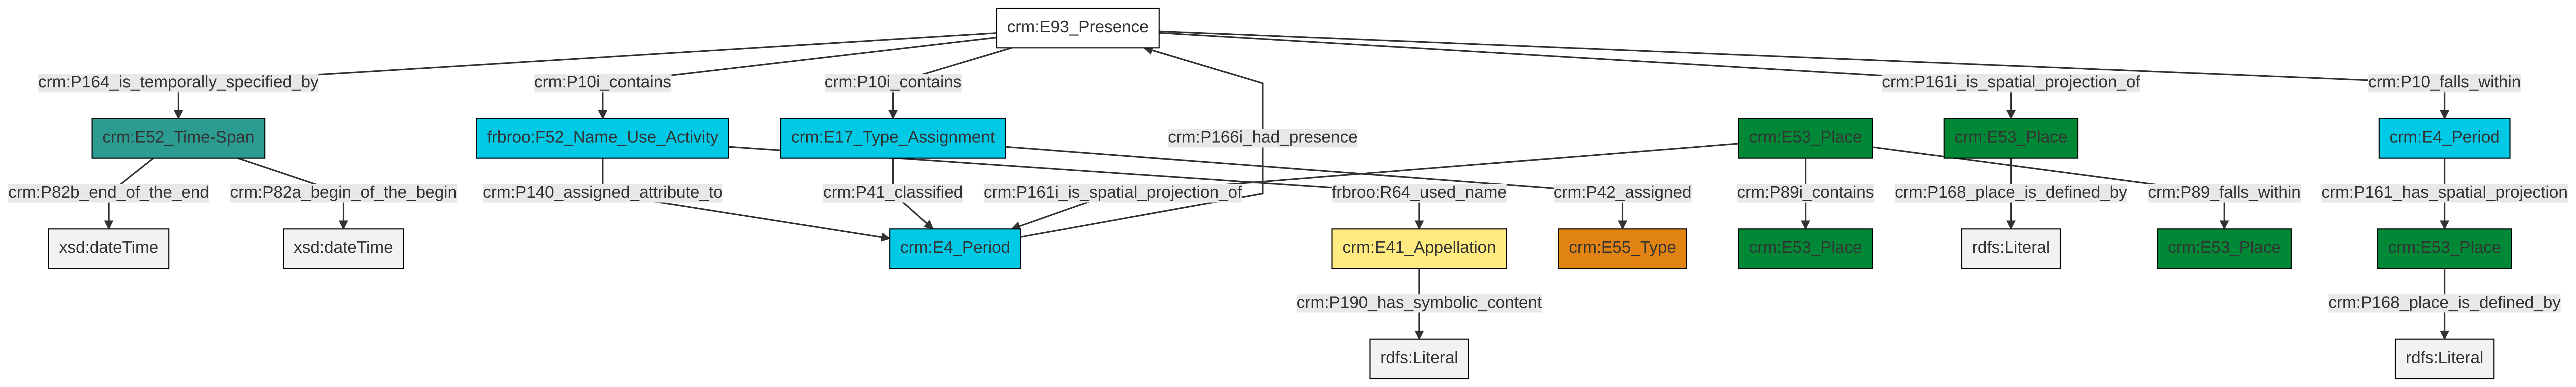 crm:E93_Presence
crm:P164_is_temporally_specified_by
crm:P10i_contains
crm:P10i_contains
crm:P161i_is_spatial_projection_of
crm:P10_falls_within
crm:E52_Time-Span
frbroo:F52_Name_Use_Activity
crm:E17_Type_Assignment
crm:P166i_had_presence
crm:E53_Place
crm:E53_Place
crm:E4_Period
crm:P82b_end_of_the_end
crm:P82a_begin_of_the_begin
crm:P140_assigned_attribute_to
crm:P41_classified
crm:P161i_is_spatial_projection_of
frbroo:R64_used_name
crm:P42_assigned
crm:P89i_contains
crm:P168_place_is_defined_by
crm:P89_falls_within
crm:P161_has_spatial_projection
xsd:dateTime
xsd:dateTime
crm:E4_Period
crm:E41_Appellation
crm:E55_Type
crm:E53_Place
rdfs:Literal
crm:E53_Place
crm:E53_Place
crm:P190_has_symbolic_content
crm:P168_place_is_defined_by
rdfs:Literal
rdfs:Literal